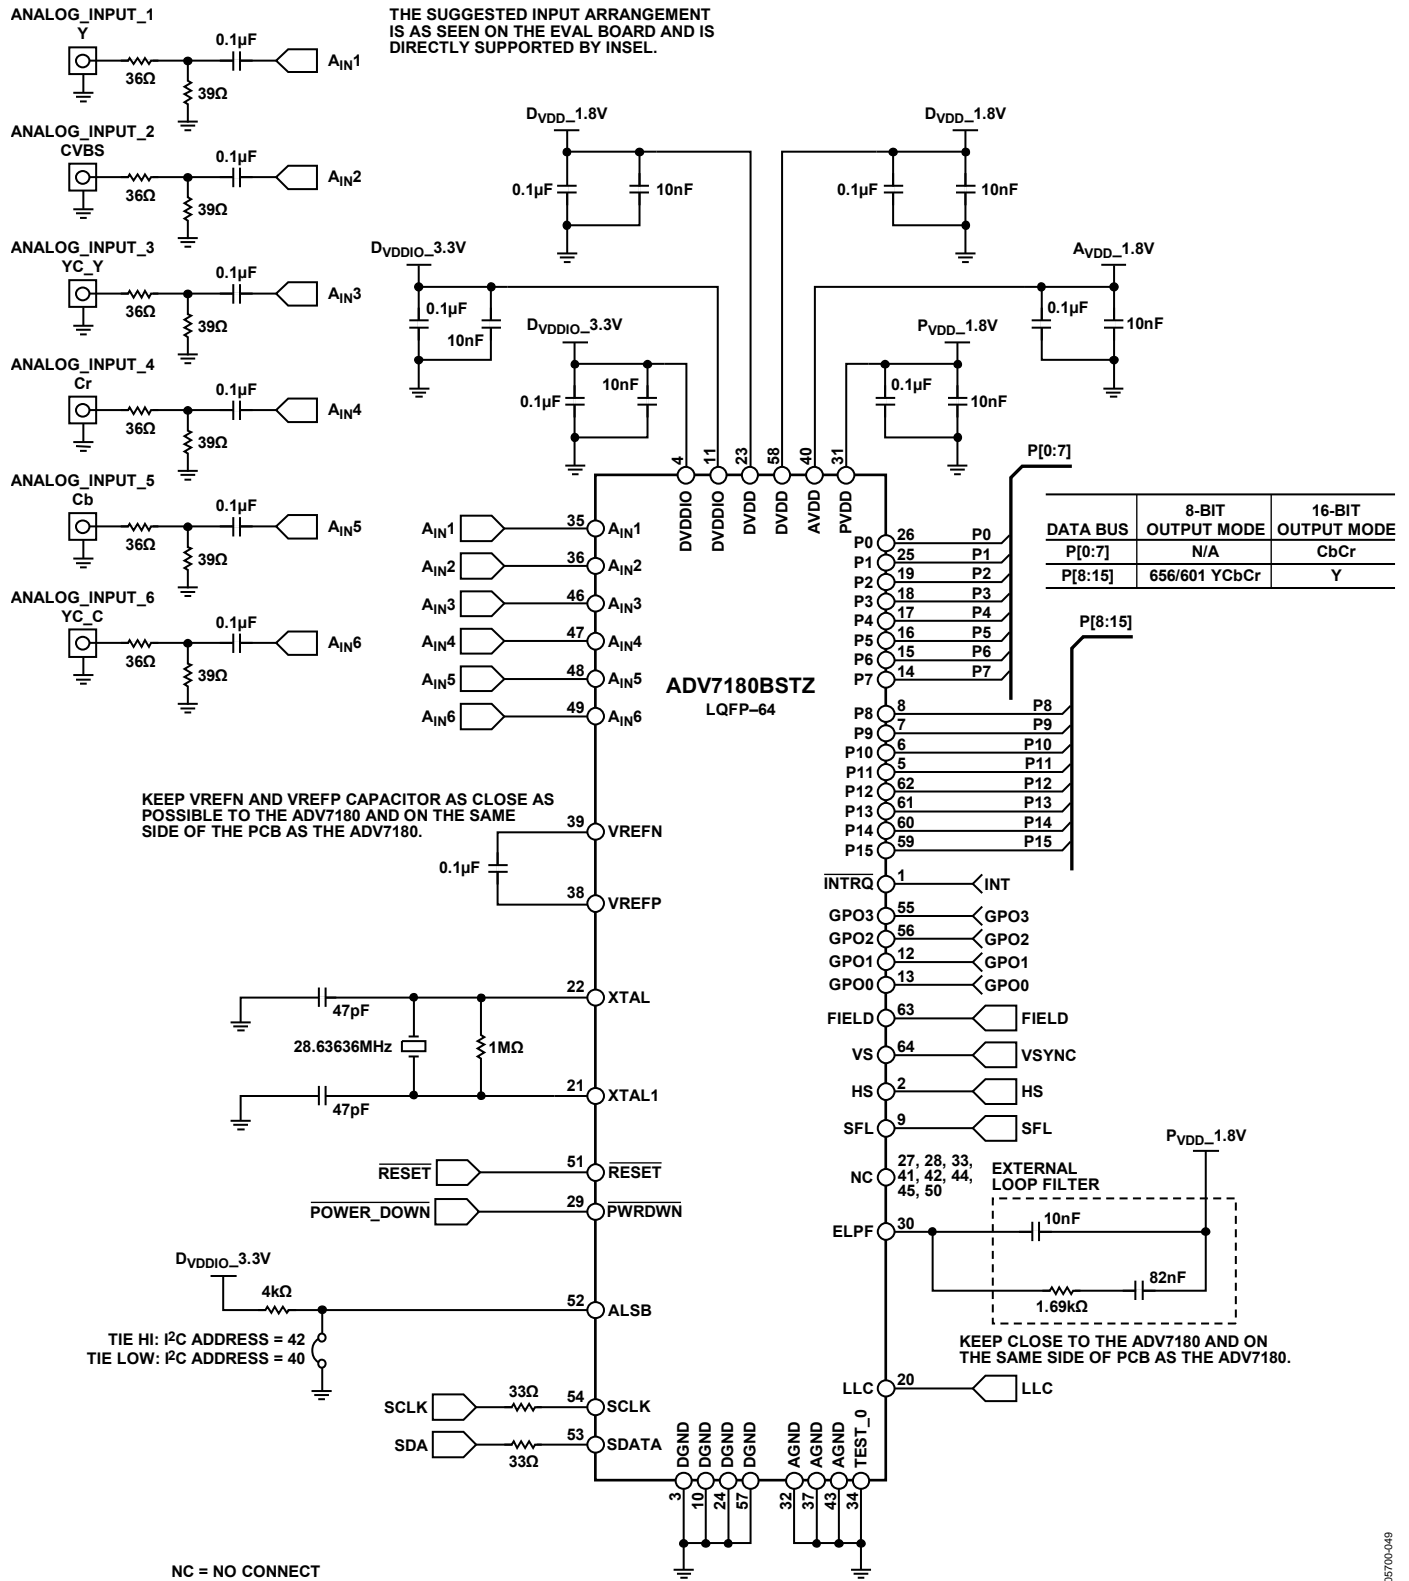 ANALOG_INPUT_1
Y
36Ω
39Ω
0.1µF
AIN1
THE SUGGESTED INPUT ARRANGEMENT
IS AS SEEN ON THE EVAL BOARD AND IS
DIRECTLY SUPPORTED BY INSEL.
ANALOG_INPUT_2
CVBS
36Ω
39Ω
0.1µF
AIN2
ANALOG_INPUT_3
YC_Y
36Ω
39Ω
0.1µF
AIN3
ANALOG_INPUT_4
Cr
36Ω
39Ω
0.1µF
AIN4
ANALOG_INPUT_5
Cb
36Ω
39Ω
0.1µF
AIN5
ANALOG_INPUT_6
YC_C
36Ω
39Ω
0.1µF
AIN6
DVDD_1.8V
0.1µF
10nF
DVDD_1.8V
0.1µF
10nF
DVDDIO_3.3V
0.1µF
10nF
DVDDIO_3.3V
0.1µF
10nF
AVDD_1.8V
0.1µF
10nF
PVDD_1.8V
0.1µF
10nF
4
DVDDIO
11
DVDDIO
23
DVDD
58
DVDD
40
AVDD
31
PVDD
AIN1
35
AIN1
AIN2
36
AIN2
AIN3
46
AIN3
AIN4
47
AIN4
AIN5
48
AIN5
AIN6
49
AIN6
ADV7180BSTZ
LQFP–64
P[0:7]
P0 26 P0
P1 25 P1
P2 19 P2
P3 18 P3
P4 17 P4
P5 16 P5
P6 15 P6
P7 14 P7
DATA BUS 8-BIT OUTPUT MODE 16-BIT OUTPUT MODE
P[0:7] N/A CbCr
P[8:15] 656/601 YCbCr Y
P[8:15]
P8 8 P8
P9 7 P9
P10 6 P10
P11 5 P11
P12 62 P12
P13 61 P13
P14 60 P14
P15 59 P15
KEEP VREFN AND VREFP CAPACITOR AS CLOSE AS
POSSIBLE TO THE ADV7180 AND ON THE SAME
SIDE OF THE PCB AS THE ADV7180.
39
VREFN
0.1µF
38
VREFP
INTRQ 1 INT
GPO3 55 GPO3
GPO2 56 GPO2
GPO1 12 GPO1
GPO0 13 GPO0
FIELD 63 FIELD
VS 64 VSYNC
HS 2 HS
SFL 9 SFL
47pF
22
XTAL
28.63636MHz
1MΩ
47pF
21
XTAL1
RESET 51 RESET
POWER_DOWN 29 PWRDWN
NC
27, 28, 33,
41, 42, 44,
45, 50
EXTERNAL
LOOP FILTER
PVDD_1.8V
ELPF 30
10nF
82nF
1.69kΩ
KEEP CLOSE TO THE ADV7180 AND ON
THE SAME SIDE OF PCB AS THE ADV7180.
DVDDIO_3.3V
4kΩ
52
ALSB
TIE HI: I2C ADDRESS = 42
TIE LOW: I2C ADDRESS = 40
LLC 20 LLC
SCLK 33Ω 54 SCLK
SDA 33Ω 53 SDATA
DGND
DGND
DGND
DGND
AGND
AGND
AGND
TEST_0
3
10
24
57
32
37
43
34
NC = NO CONNECT
05700-049